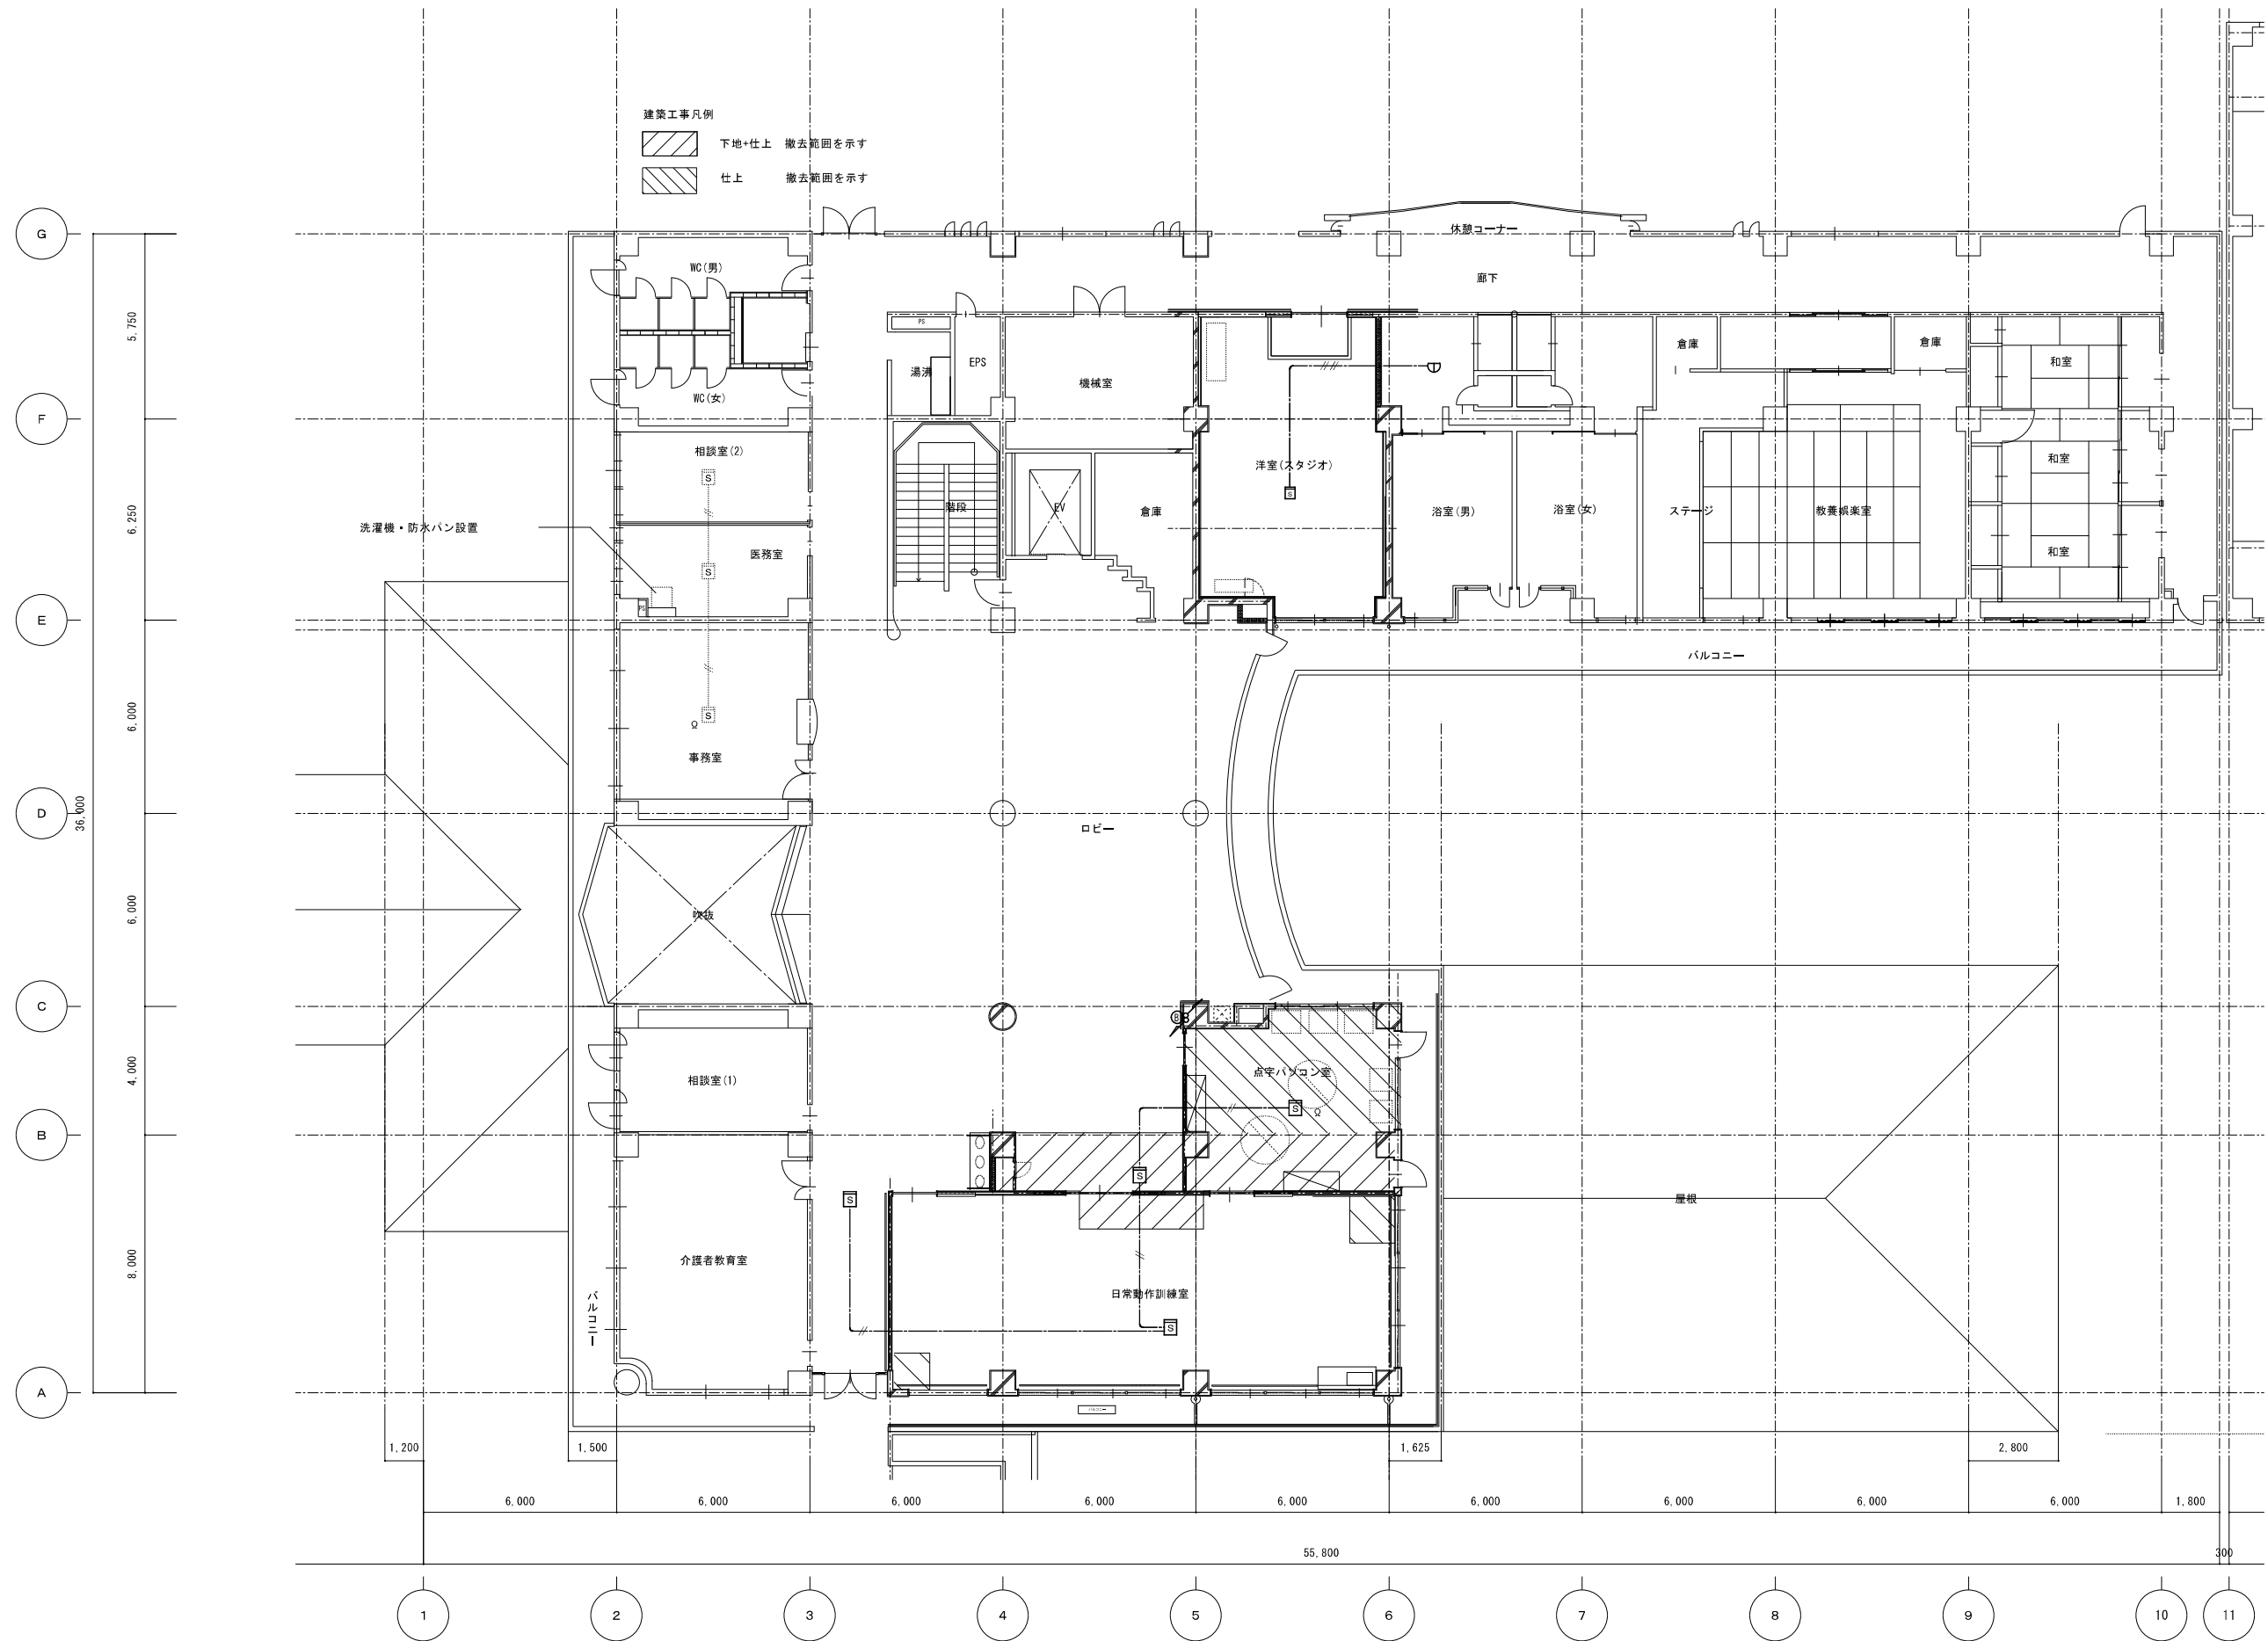 建築工事凡例
下地+仕上 撤去範囲を示す
仕上 撤去範囲を示す
G
休憩コーナー
WC(男)
廊下
5,750
PS
EPS
湯沸
機械室
倉庫
倉庫
和室
WC(女)
F
相談室(2)
S
洋室(スタジオ)
S
和室
6,250
洗濯機・防水パン設置
階段
EV
倉庫
浴室(男)
浴室(女)
ステージ
教養娯楽室
医務室
和室
S
PS
E
バルコニー
6,000
S
事務室
D
36,000
ロビー
6,000
吹抜
C
B
4,000
相談室(1)
点字パソコン室
S
B
S
S
屋根
8,000
介護者教育室
日常動作訓練室
バルコニー
S
A
バルコニー
1,200
1,500
1,625
2,800
6,000
6,000
6,000
6,000
6,000
6,000
6,000
6,000
6,000
1,800
55,800
300
1
2
3
4
5
6
7
8
9
10
11